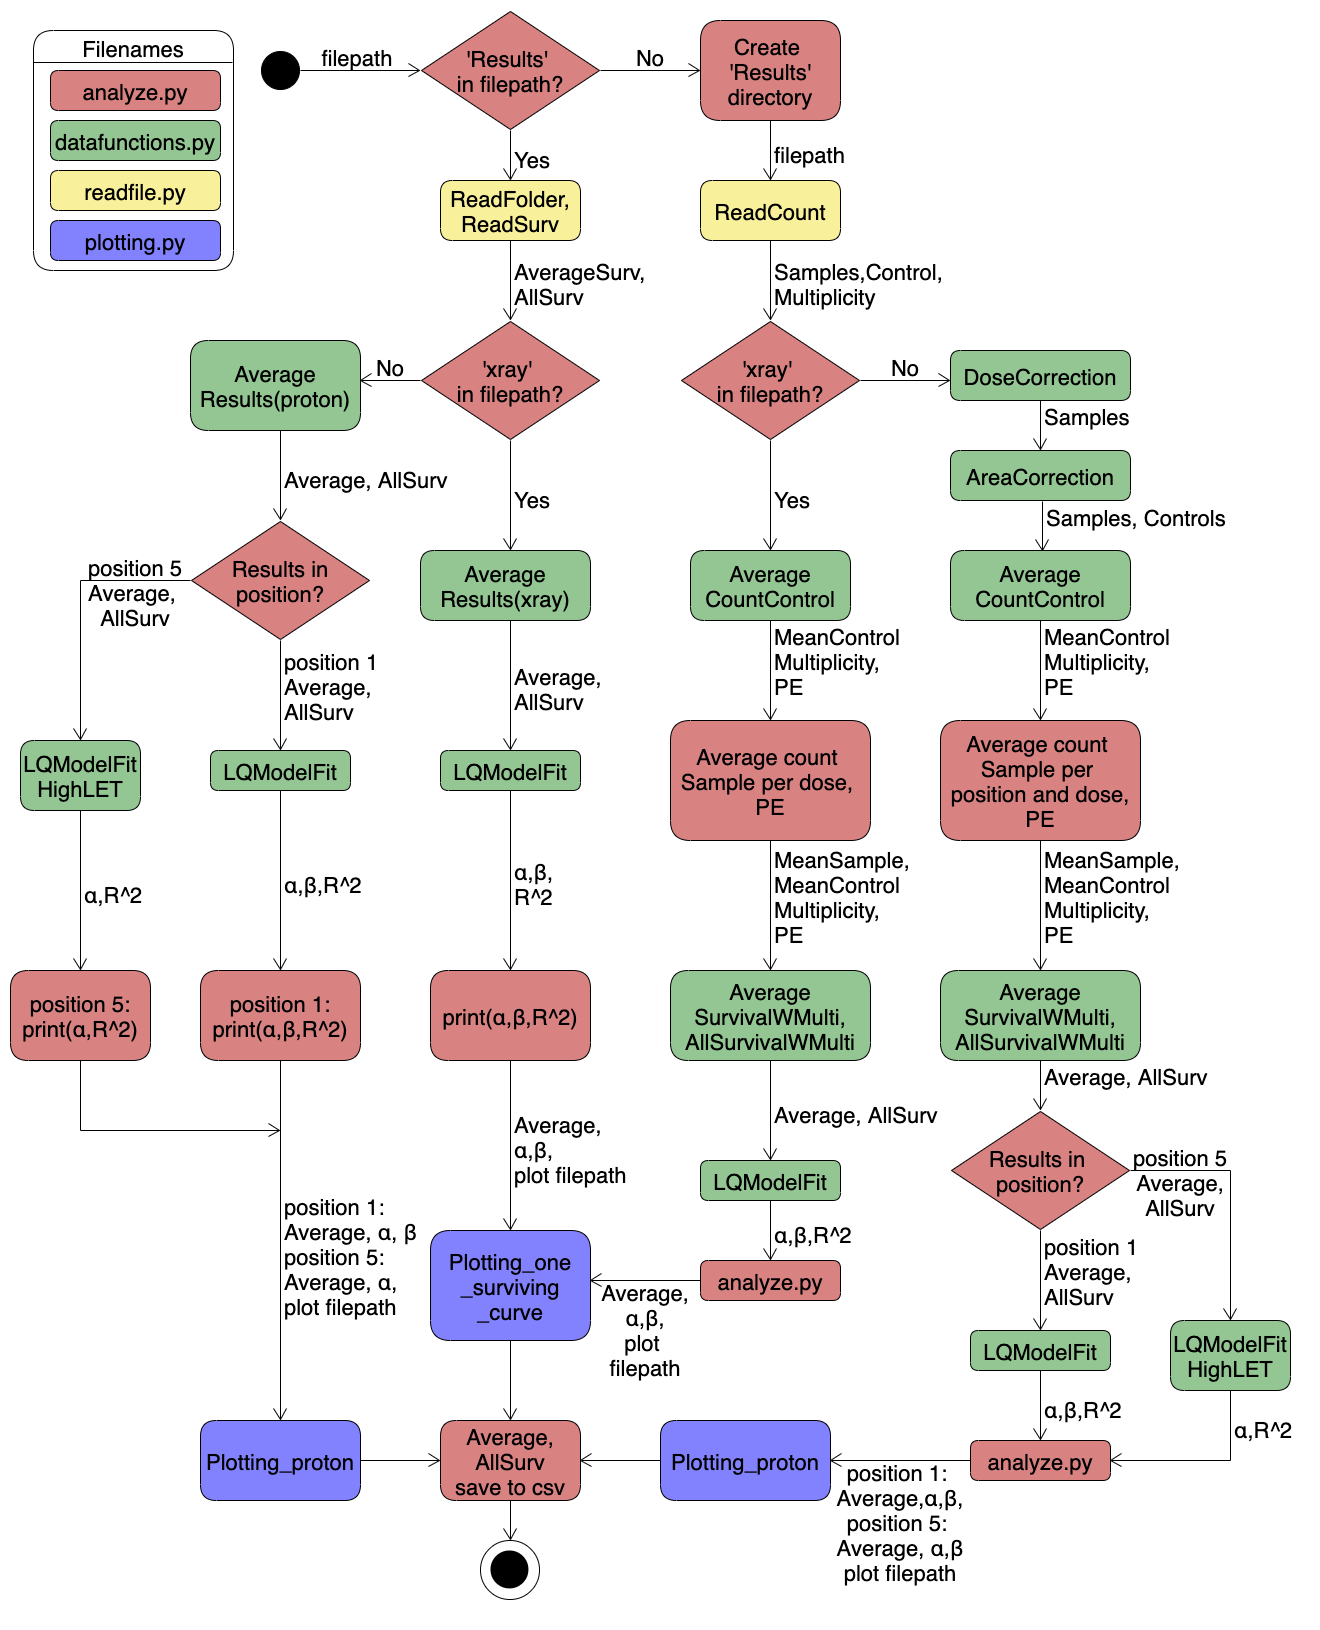 Filenames
analyze.py
datafunctions.py
readfile.py
plotting.py
filepath
'Results'
in filepath?
No
Create
'Results'
directory
Yes
filepath
ReadFolder,
ReadSurv
ReadCount
AverageSurv,
AllSurv
Samples,Control,
Multiplicity
Average
Results(proton)
No
'xray'
in filepath?
'xray'
in filepath?
No
DoseCorrection
Samples
AreaCorrection
Samples, Controls
Average, AllSurv
Yes
Yes
position 5
Average,
AllSurv
Results in
position?
Average
Results(xray)
Average
CountControl
Average
CountControl
position 1
Average,
AllSurv
Average,
AllSurv
MeanControl
Multiplicity,
PE
MeanControl
Multiplicity,
PE
LQModelFit
HighLET
LQModelFit
LQModelFit
Average count
Sample per dose,
PE
Average count
Sample per
position and dose,
PE
α,R^2
α,β,R^2
α,β,
R^2
MeanSample,
MeanControl
Multiplicity,
PE
MeanSample,
MeanControl
Multiplicity,
PE
position 5:
print(α,R^2)
position 1:
print(α,β,R^2)
print(α,β,R^2)
Average
SurvivalWMulti,
AllSurvivalWMulti
Average
SurvivalWMulti,
AllSurvivalWMulti
Average, AllSurv
Average, AllSurv
Average,
α,β,
plot filepath
LQModelFit
Results in
position?
position 5
Average,
AllSurv
position 1:
Average, α, β
position 5:
Average, α,
plot filepath
α,β,R^2
Plotting_one
_surviving
_curve
analyze.py
Average,
α,β,
plot
filepath
position 1
Average,
AllSurv
LQModelFit
LQModelFit
HighLET
α,β,R^2
α,R^2
Plotting_proton
Average,
AllSurv
save to csv
Plotting_proton
analyze.py
position 1:
Average,α,β,
position 5:
Average, α,β
plot filepath